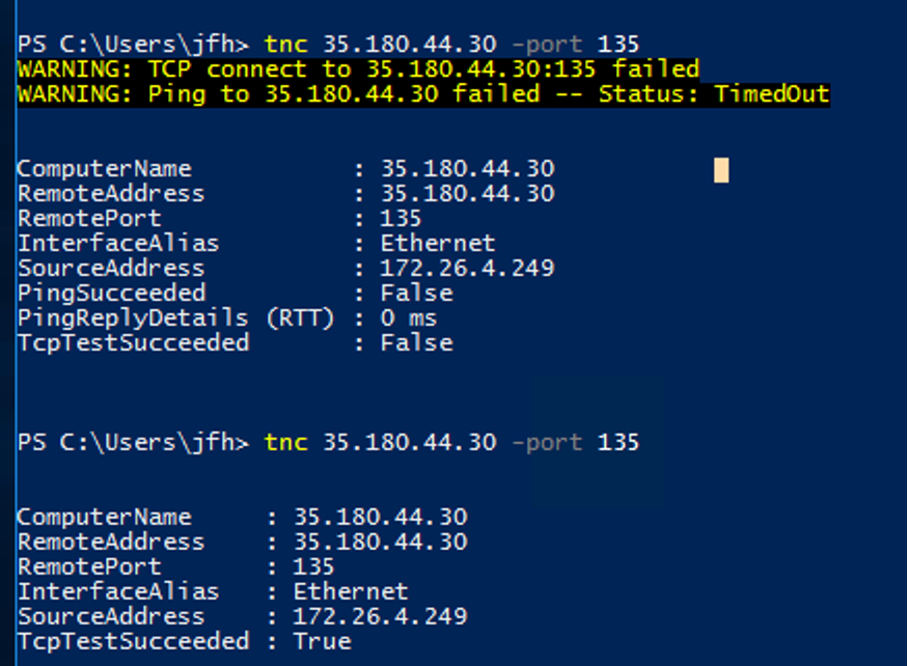 PS C:\Users\jfh> tnc 35.180.44.30 -port 135
WARNING: TCP connect to 35.180.44.30:135 failed
WARNING: Ping to 35.180.44.30 failed -- Status: TimedOut
ComputerName           : 35.180.44.30
RemoteAddress          : 35.180.44.30
RemotePort             : 135
InterfaceAlias         : Ethernet
SourceAddress          : 172.26.4.249
PingSucceeded          : False
PingReplyDetails (RTT) : 0 ms
TcpTestSucceeded       : False
PS C:\Users\jfh> tnc 35.180.44.30 -port 135
ComputerName     : 35.180.44.30
RemoteAddress    : 35.180.44.30
RemotePort       : 135
InterfaceAlias   : Ethernet
SourceAddress    : 172.26.4.249
TcpTestSucceeded : True